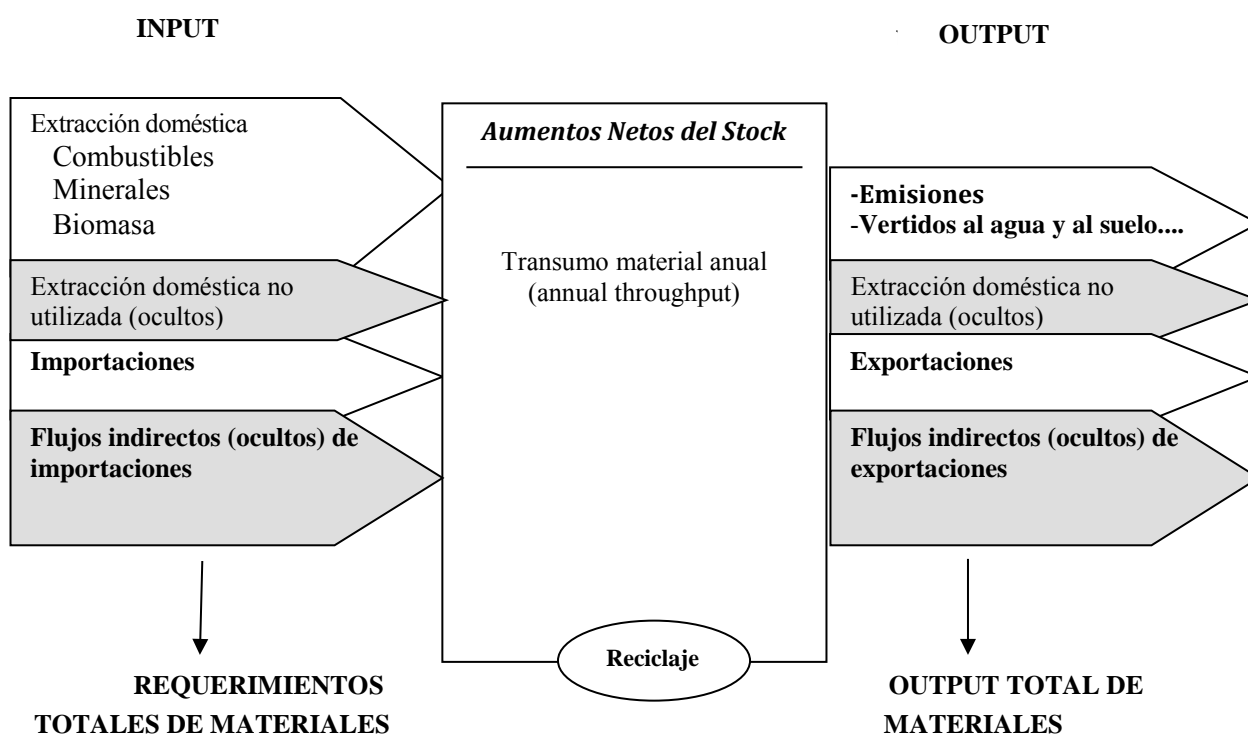 INPUT
OUTPUT
Extracción doméstica
Combustibles
Minerales
Biomasa
Extracción doméstica no
utilizada (ocultos)
Importaciones
Flujos indirectos (ocultos) de
importaciones
Aumentos Netos del Stock
Transumo material anual
(annual throughput)
Reciclaje
-Emisiones
-Vertidos al agua y al suelo....
Extracción doméstica no
utilizada (ocultos)
Exportaciones
Flujos indirectos (ocultos) de
exportaciones
REQUERIMIENTOS
TOTALES DE MATERIALES
OUTPUT TOTAL DE
MATERIALES